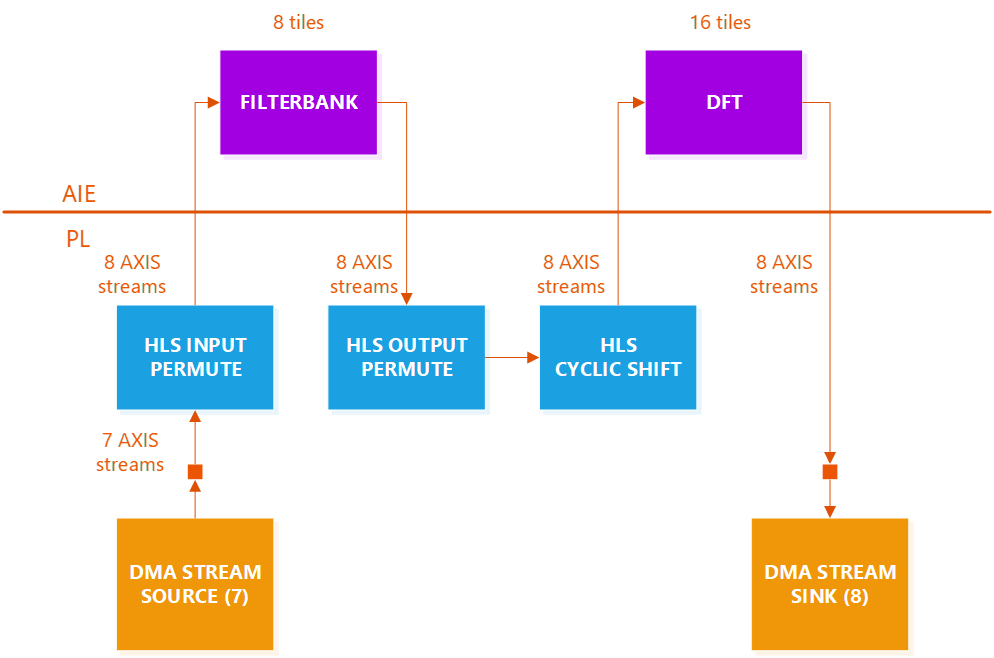 8 tiles
16 tiles
FILTERBANK
DFT
AIE
PL
8 AXIS
streams
8 AXIS
streams
8 AXIS
streams
8 AXIS
streams
HLS INPUT
PERMUTE
HLS OUTPUT
PERMUTE
HLS
CYCLIC SHIFT
7 AXIS
streams
DMA STREAM
SOURCE (7)
DMA STREAM
SINK (8)